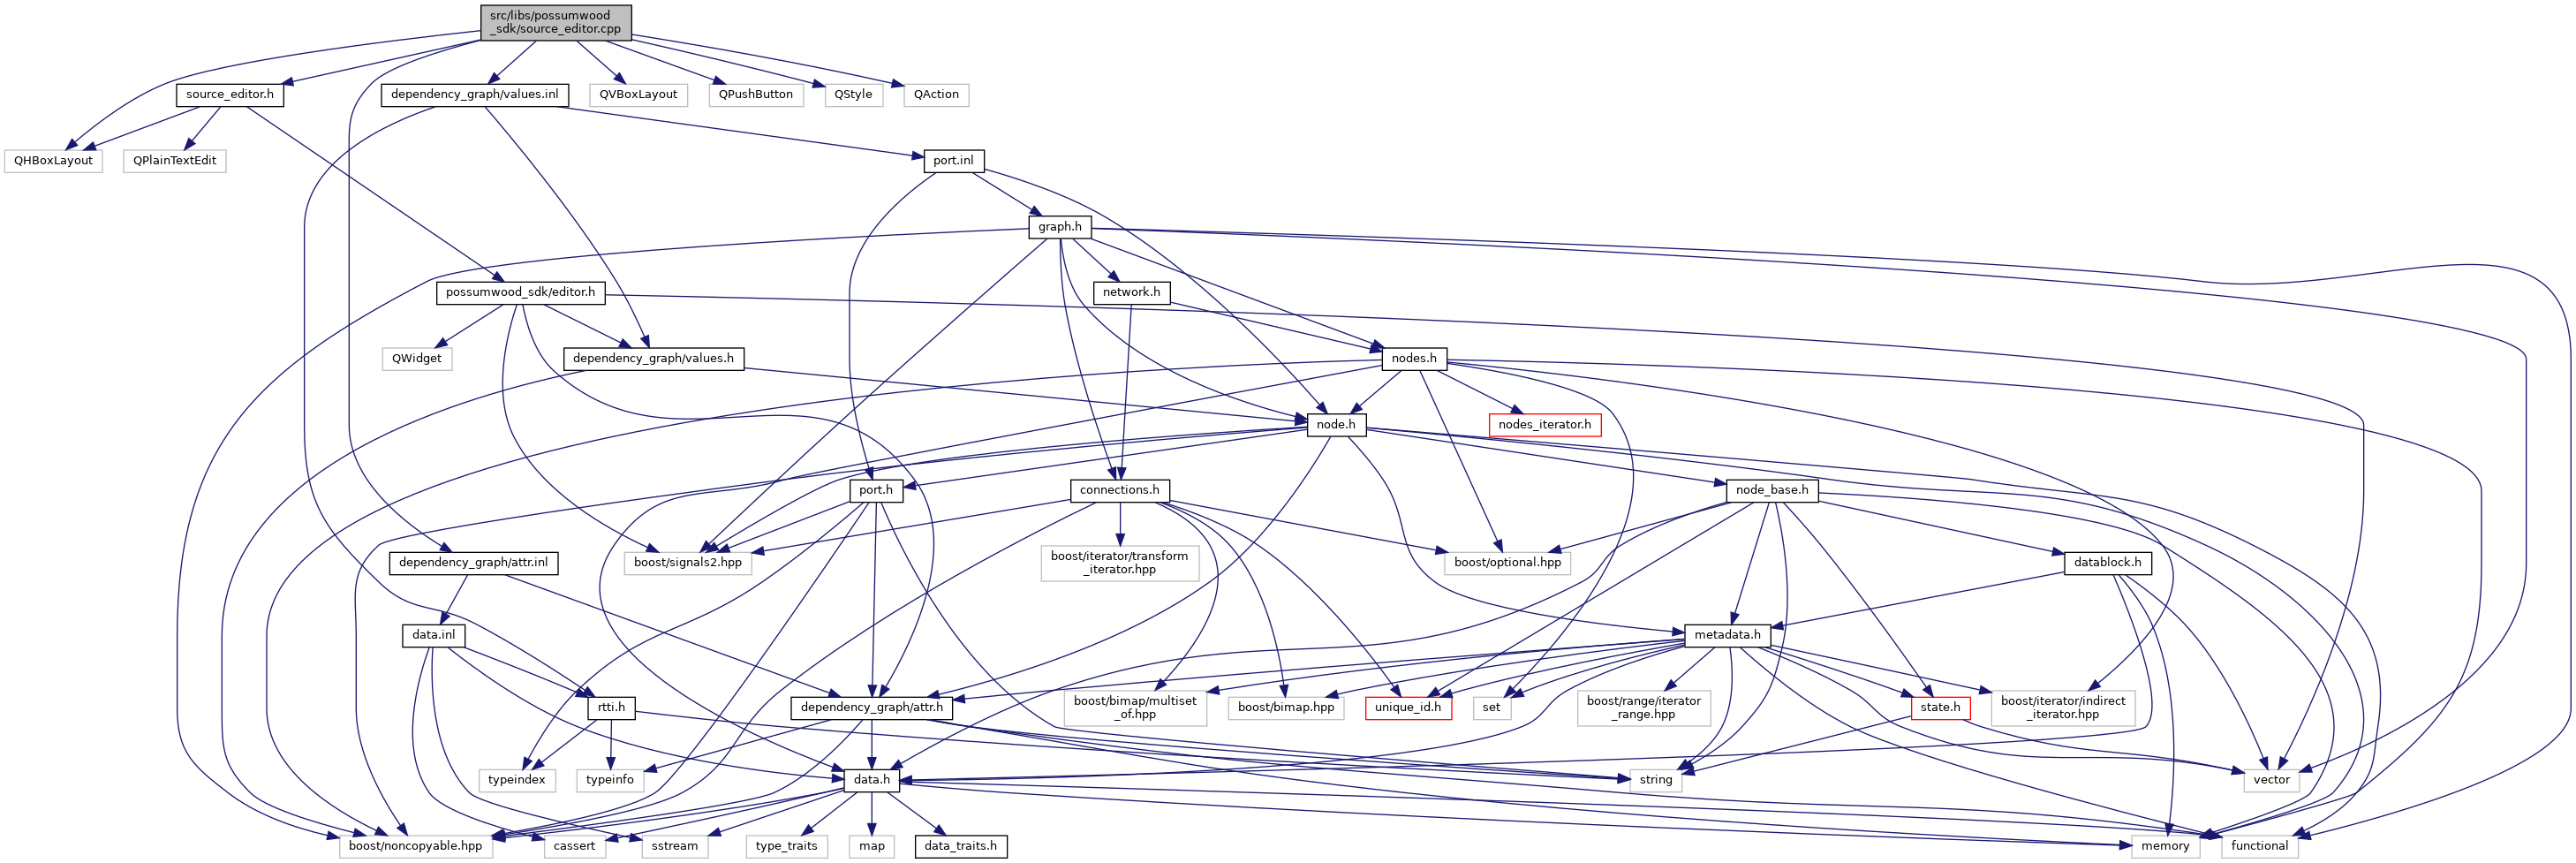 src/libs/possumwood
_sdk/source_editor.cpp
source_editor.h
dependency_graph/values.inl
QVBoxLayout
QPushButton
QStyle
QAction
QHBoxLayout
QPlainTextEdit
port.inl
graph.h
possumwood_sdk/editor.h
network.h
QWidget
dependency_graph/values.h
nodes.h
node.h
nodes_iterator.h
port.h
connections.h
node_base.h
dependency_graph/attr.inl
boost/signals2.hpp
boost/iterator/transform
_iterator.hpp
boost/optional.hpp
datablock.h
data.inl
metadata.h
rtti.h
dependency_graph/attr.h
boost/bimap/multiset
_of.hpp
boost/bimap.hpp
unique_id.h
set
boost/range/iterator
_range.hpp
state.h
boost/iterator/indirect
_iterator.hpp
typeindex
typeinfo
data.h
string
vector
boost/noncopyable.hpp
cassert
sstream
type_traits
map
data_traits.h
memory
functional